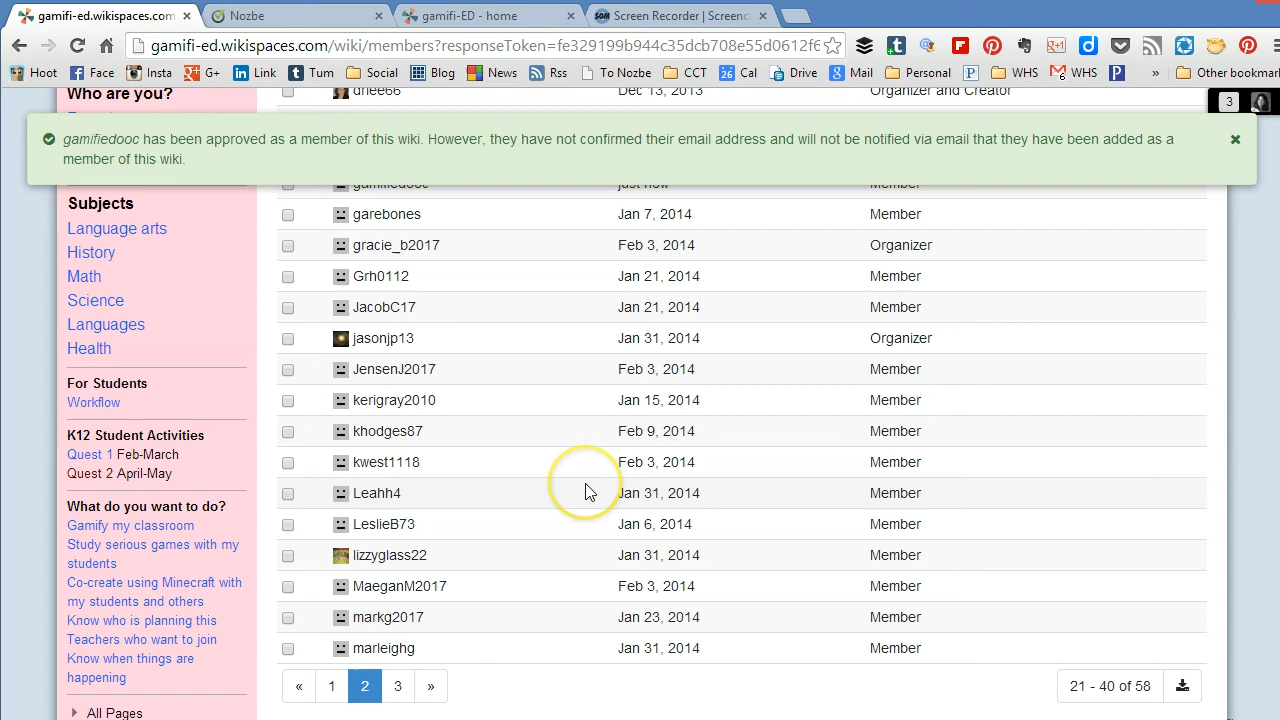 gamifi-ed.wikispaces.com
Nozbe
gamifi-ED - home
Screen Recorder | Screenc
gamifi-ed.wikispaces.com/wiki/members?responseToken=fe329199b944c35dcb708e55d0612f6
Hoot Face Insta G+ Link Tum Social Blog News Rss To Nozbe CCT Cal Drive Mail Personal WHS WHS » Other bookmar
3
Who are you?
dnee66 Dec 13, 2013 Organizer and Creator
gamifiedooc has been approved as a member of this wiki. However, they have not confirmed their email address and will not be notified via email that they have been added as a
member of this wiki.
gamifiedooc just now Member
Subjects
Language arts
History
Math
Science
Languages
Health
For Students
Workflow
K12 Student Activities
Quest 1 Feb-March
Quest 2 April-May
What do you want to do?
Gamify my classroom
Study serious games with my
students
Co-create using Minecraft with
my students and others
Know who is planning this
Teachers who want to join
Know when things are
happening
All Pages
garebones Jan 7, 2014 Member
gracie_b2017 Feb 3, 2014 Organizer
Grh0112 Jan 21, 2014 Member
JacobC17 Jan 21, 2014 Member
jasonjp13 Jan 31, 2014 Organizer
JensenJ2017 Feb 3, 2014 Member
kerigray2010 Jan 15, 2014 Member
khodges87 Feb 9, 2014 Member
kwest1118 Feb 3, 2014 Member
Leahh4 Jan 31, 2014 Member
LeslieB73 Jan 6, 2014 Member
lizzyglass22 Jan 31, 2014 Member
MaeganM2017 Feb 3, 2014 Member
markg2017 Jan 23, 2014 Member
marleighg Jan 31, 2014 Member
« 1 2 3 »
21 - 40 of 58